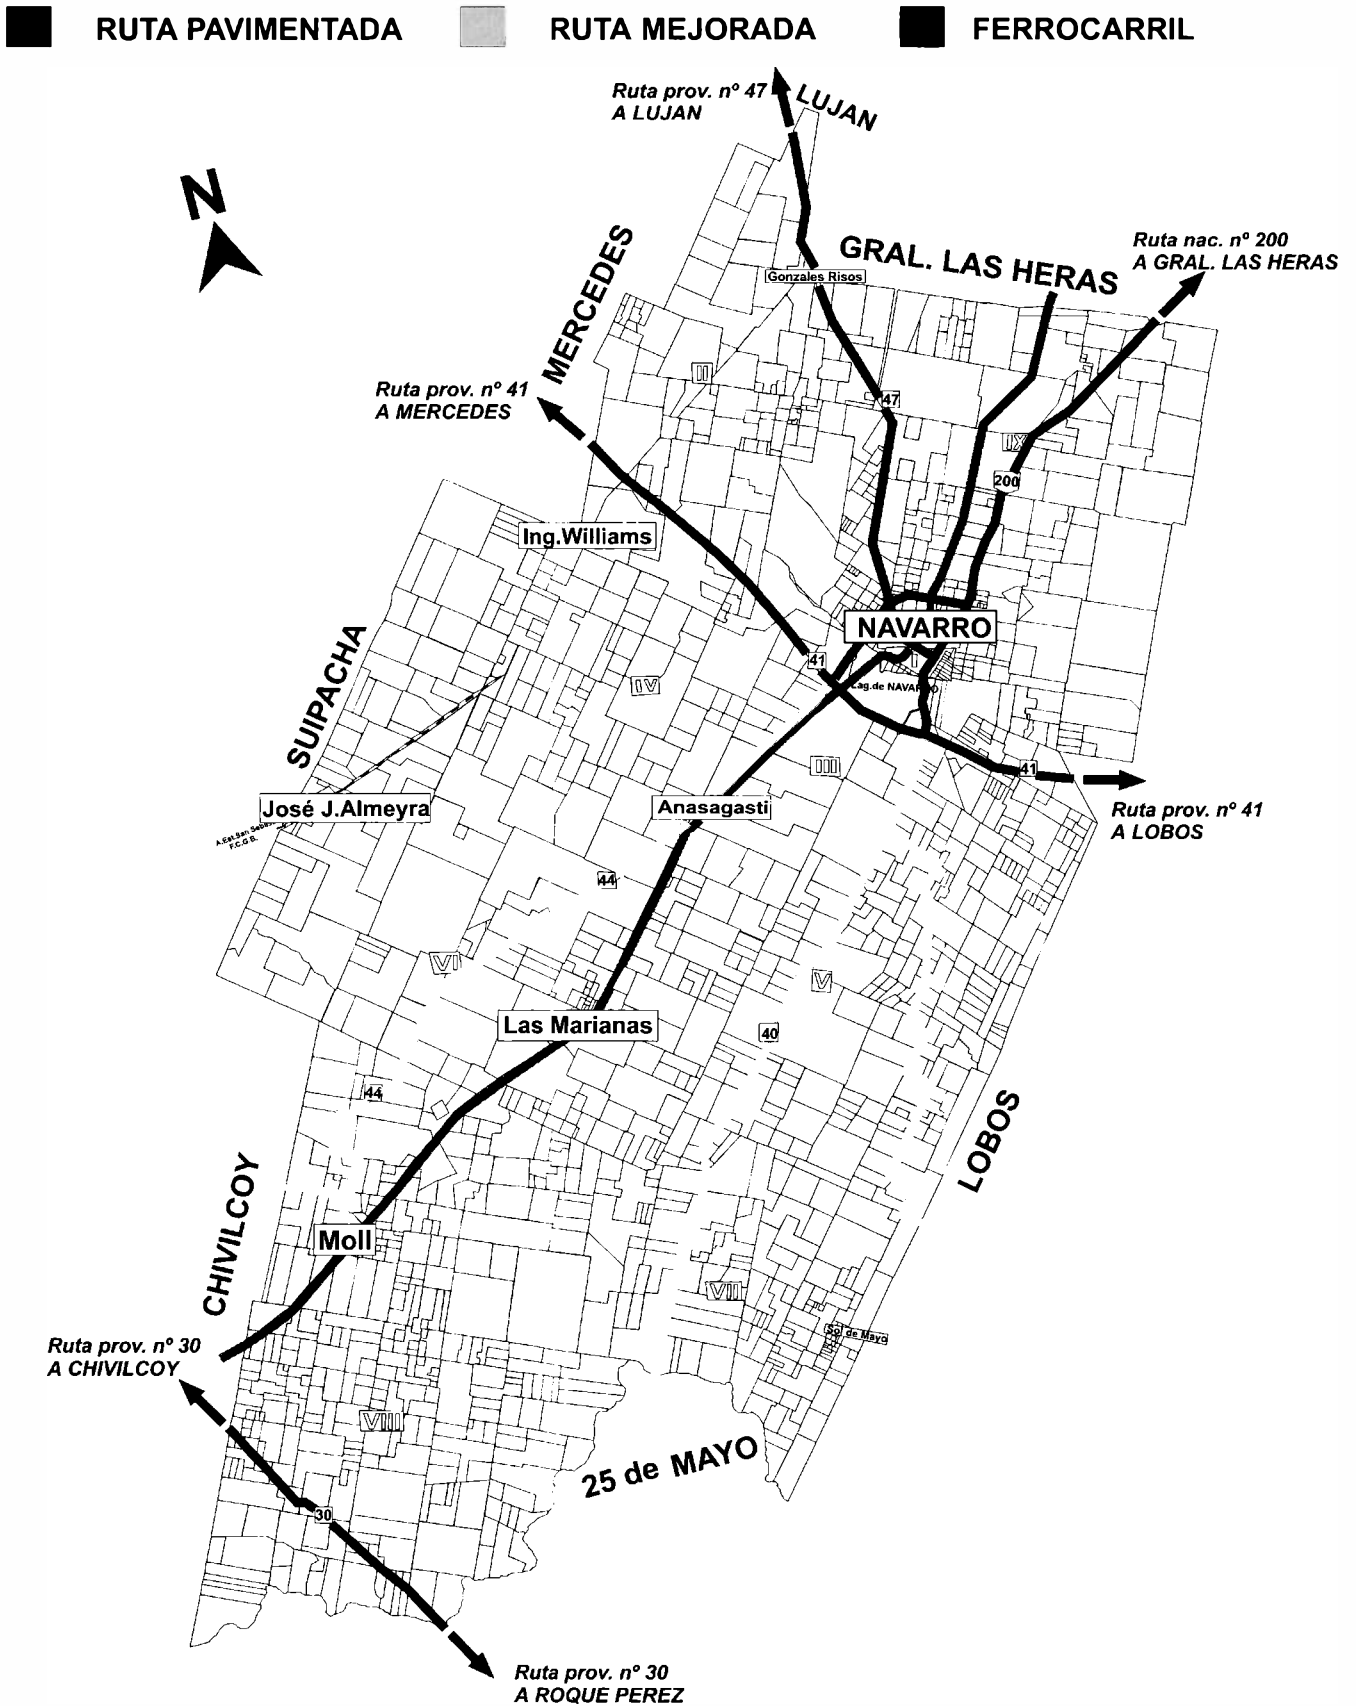 RUTA PAVIMENTADA
RUTA MEJORADA
FERROCARRIL
Ruta prov. nº 47
A LUJAN
LUJAN
N
MERCEDES
GRAL. LAS HERAS
Ruta nac. nº 200
A GRAL. LAS HERAS
Gonzales Risos
II
Ruta prov. nº 41
A MERCEDES
47
IX
200
Ing.Williams
NAVARRO
41
I
Lag.de NAVARRO
SUIPACHA
IV
III
41
José J.Almeyra
Anasagasti
Ruta prov. nº 41
A LOBOS
F.C.G.B.
44
VI
V
Las Marianas
40
44
LOBOS
CHIVILCOY
Moll
VII
Sol de Mayo
Ruta prov. nº 30
A CHIVILCOY
VIII
25 de MAYO
30
Ruta prov. nº 30
A ROQUE PEREZ